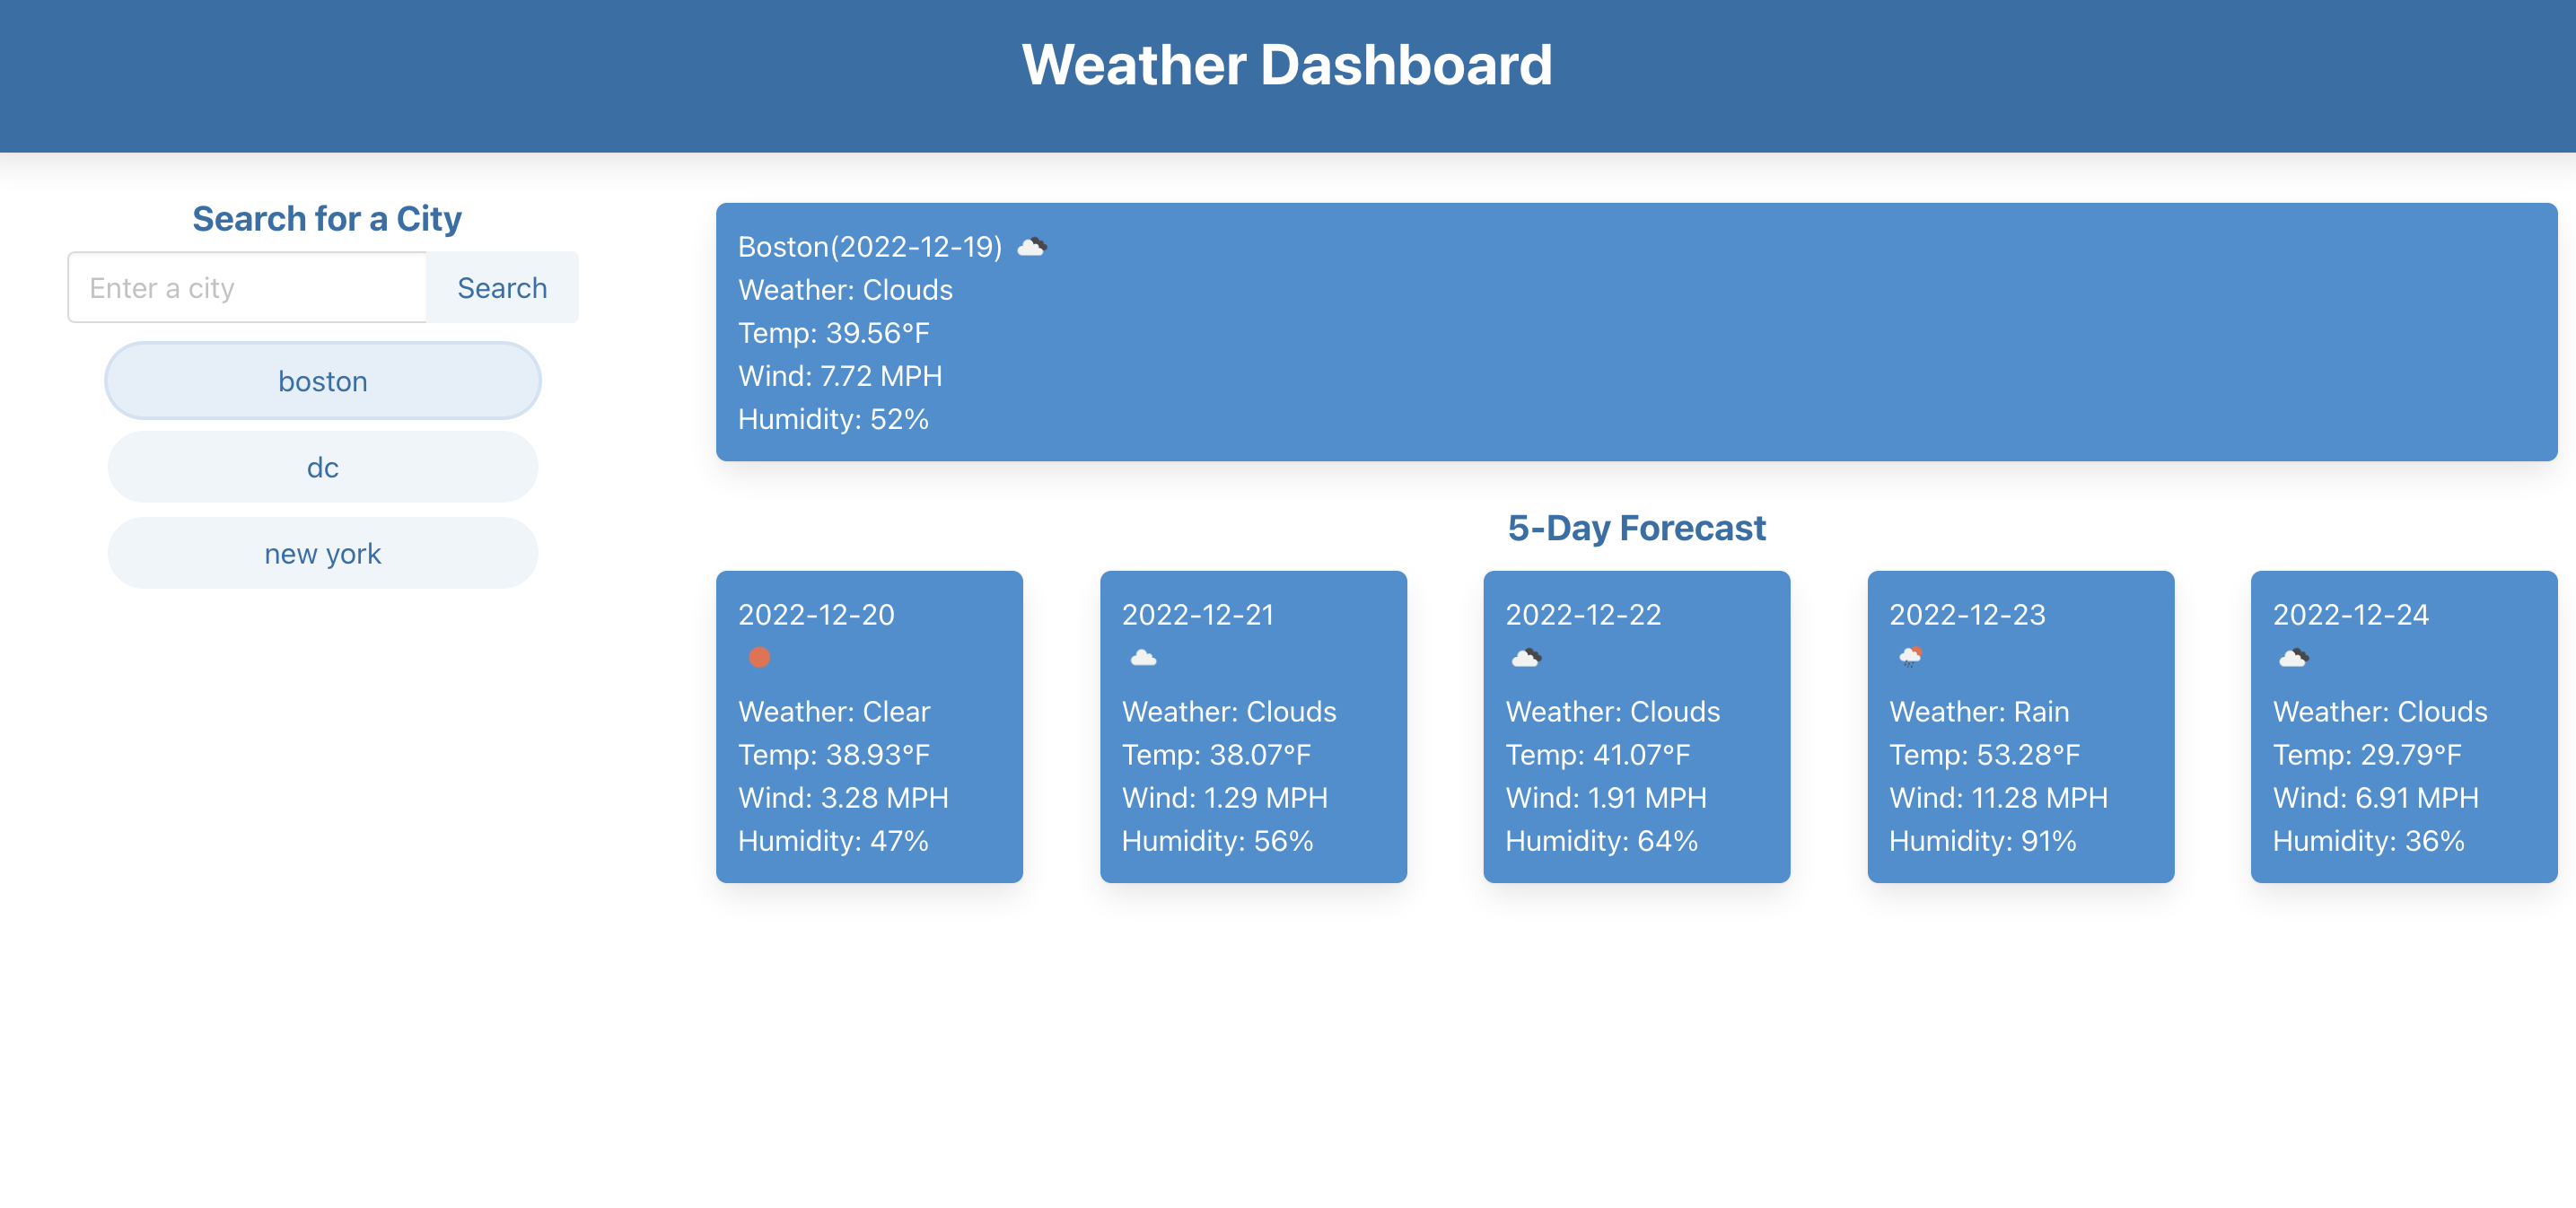 Weather Dashboard
Search for a City
Enter a city
Search
boston
dc
new york
Boston(2022-12-19)
Weather: Clouds
Temp: 39.56°F
Wind: 7.72 MPH
Humidity: 52%
5-Day Forecast
2022-12-20
Weather: Clear
Temp: 38.93°F
Wind: 3.28 MPH
Humidity: 47%
2022-12-21
Weather: Clouds
Temp: 38.07°F
Wind: 1.29 MPH
Humidity: 56%
2022-12-22
Weather: Clouds
Temp: 41.07°F
Wind: 1.91 MPH
Humidity: 64%
2022-12-23
Weather: Rain
Temp: 53.28°F
Wind: 11.28 MPH
Humidity: 91%
2022-12-24
Weather: Clouds
Temp: 29.79°F
Wind: 6.91 MPH
Humidity: 36%